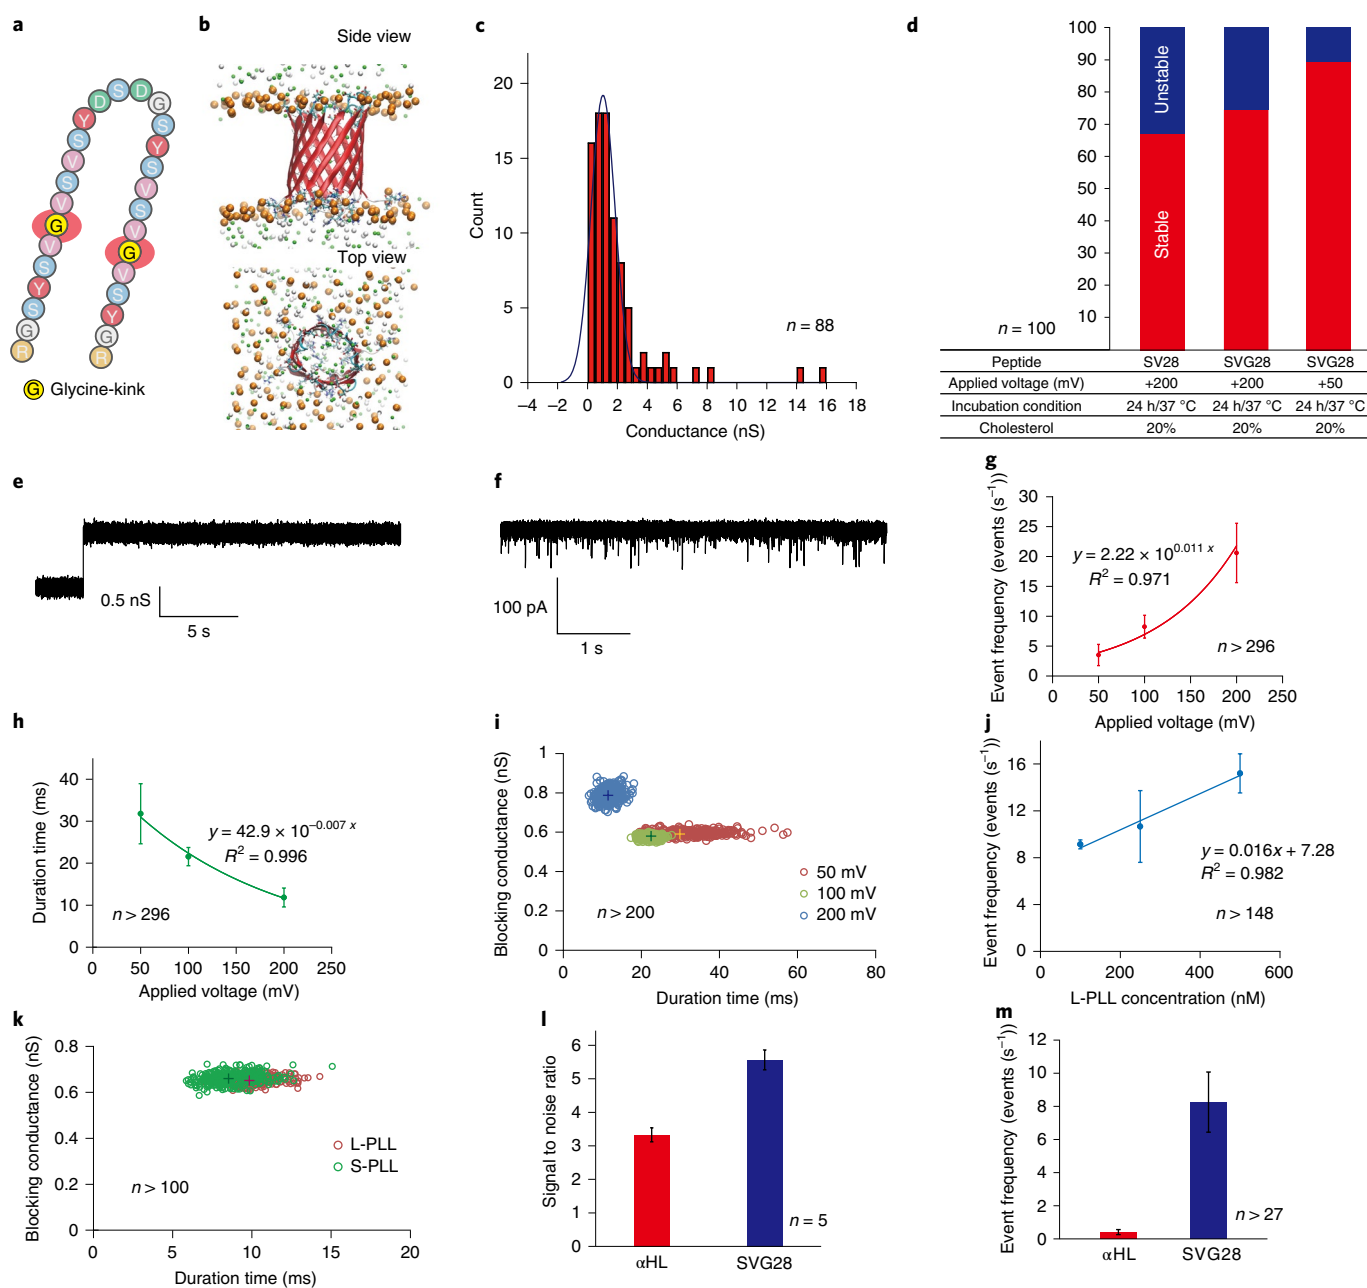 a
D S D
Y G
S S
V Y
S S
V V
G S
V V
S G
Y V
S S
G Y
R G
R
G Glycine-kink
b
Side view
Top view
c
Count
20
15
10
5
0
n = 88
−4 −2 0 2 4 6 8 10 12 14 16 18
Conductance (nS)
d
100
90
80
70
60
50
40
30
20
10
Unstable
Stable
n = 100
Peptide SV28 SVG28 SVG28
Applied voltage (mV) +200 +200 +50
Incubation condition 24 h/37 °C 24 h/37 °C 24 h/37 °C
Cholesterol 20% 20% 20%
e
0.5 nS
5 s
f
100 pA
1 s
g
Event frequency (events (s⁻¹))
30
25
20
15
10
5
0
y = 2.22 × 10^0.011 x
R² = 0.971
n > 296
0 50 100 150 200 250
Applied voltage (mV)
h
Duration time (ms)
40
30
20
10
0
y = 42.9 × 10^−0.007 x
R² = 0.996
n > 296
0 50 100 150 200 250
Applied voltage (mV)
i
Blocking conductance (nS)
1
0.8
0.6
0.4
0.2
0
50 mV
100 mV
200 mV
n > 200
0 20 40 60 80
Duration time (ms)
j
Event frequency (events (s⁻¹))
16
12
8
4
0
y = 0.016x + 7.28
R² = 0.982
n > 148
0 200 400 600
L-PLL concentration (nM)
k
Blocking conductance (nS)
0.8
0.6
0.4
0.2
0
L-PLL
S-PLL
n > 100
0 5 10 15 20
Duration time (ms)
l
Signal to noise ratio
6
5
4
3
2
1
0
n = 5
αHL SVG28
m
Event frequency (events (s⁻¹))
12
10
8
6
4
2
0
n > 27
αHL SVG28